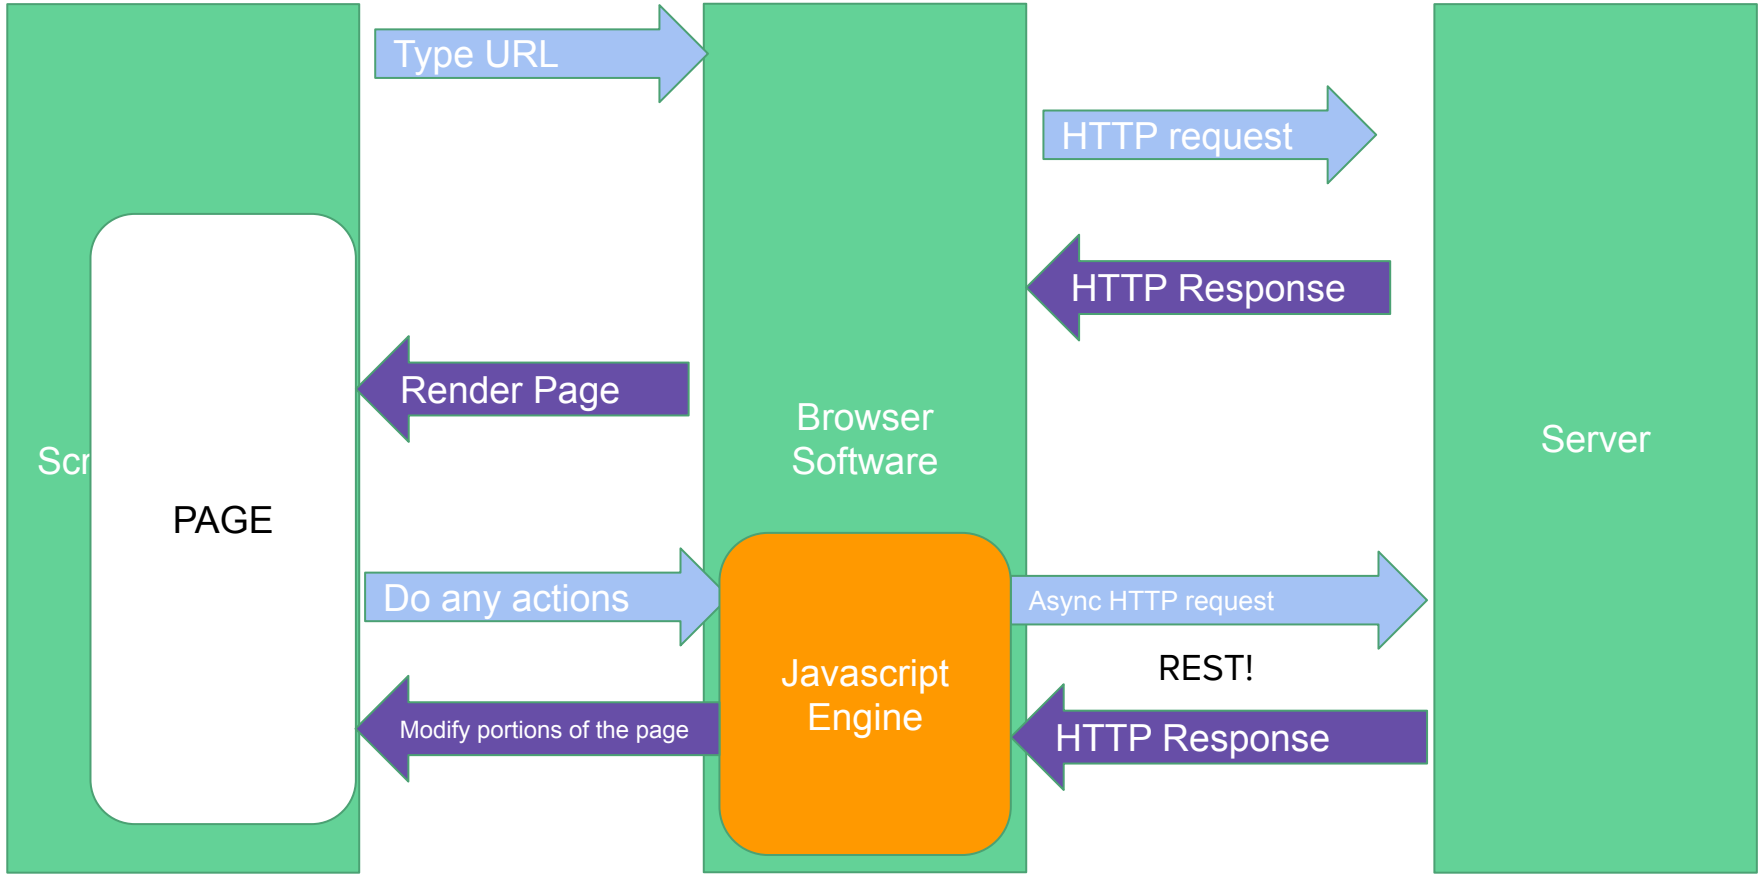 Type URL
HTTP request
HTTP Response
Render Page
Browser
Software
Server
Scr
PAGE
Do any actions
Async HTTP request
REST!
Javascript
Engine
Modify portions of the page
HTTP Response